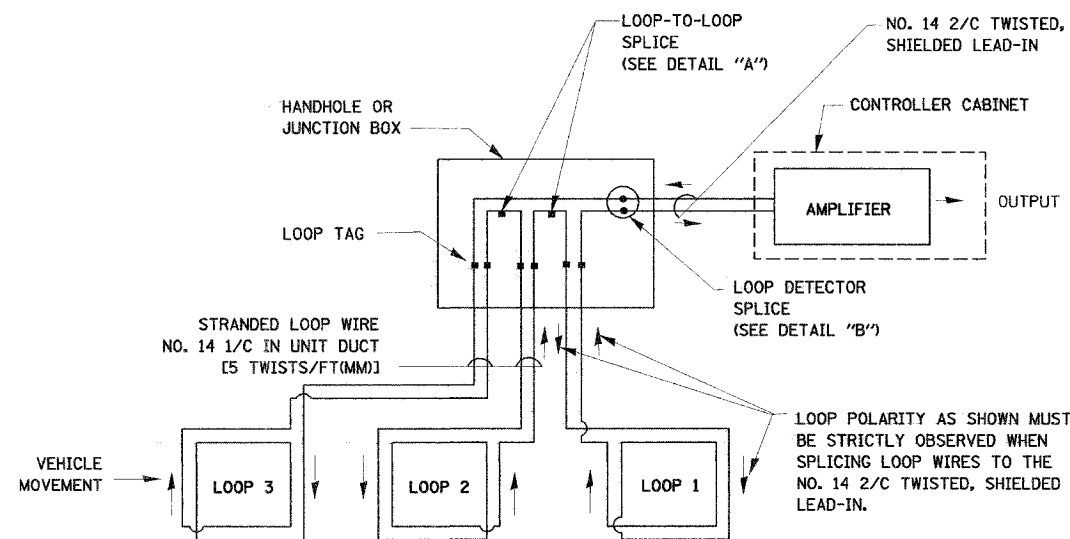 LOOP-TO-LOOP
SPLICE
(SEE DETAIL "A")
NO. 14 2/C TWISTED,
SHIELDED LEAD-IN
HANDHOLE OR
JUNCTION BOX
CONTROLLER CABINET
AMPLIFIER
OUTPUT
LOOP TAG
LOOP DETECTOR
SPLICE
(SEE DETAIL "B")
STRANDED LOOP WIRE
NO. 14 1/C IN UNIT DUCT
[5 TWISTS/FT(MM)]
LOOP POLARITY AS SHOWN MUST
BE STRICTLY OBSERVED WHEN
SPLICING LOOP WIRES TO THE
NO. 14 2/C TWISTED, SHIELDED
LEAD-IN.
VEHICLE
MOVEMENT
LOOP 3
LOOP 2
LOOP 1